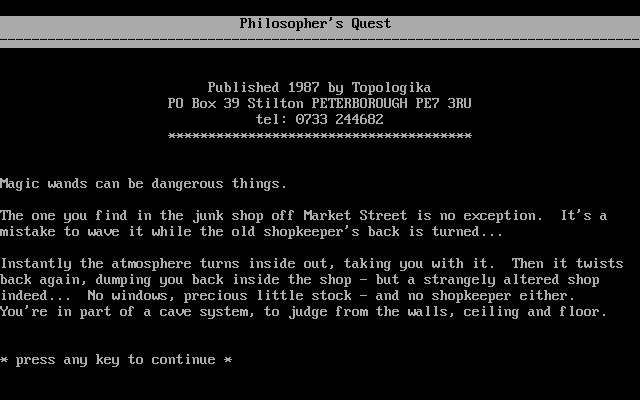 Philosopher's Quest
Published 1987 by Topologika
PO Box 39 Stilton PETERBOROUGH PE7 3RU
tel: 0733 244682
**************************************
Magic wands can be dangerous things.
The one you find in the junk shop off Market Street is no exception.  It's a
mistake to wave it while the old shopkeeper's back is turned...
Instantly the atmosphere turns inside out, taking you with it.  Then it twists
back again, dumping you back inside the shop - but a strangely altered shop
indeed...  No windows, precious little stock - and no shopkeeper either.
You're in part of a cave system, to judge from the walls, ceiling and floor.
* press any key to continue *